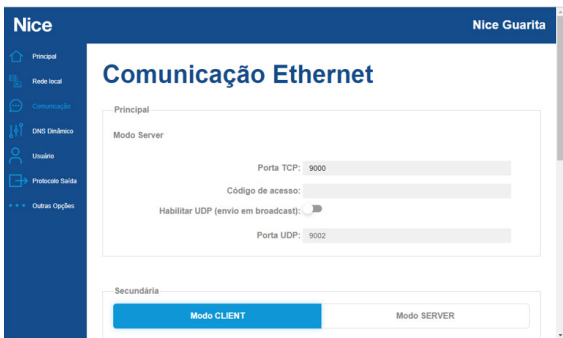 Nice
Nice Guarita
Principal
Rede local
Comunicação
DNS Dinâmico
Usuário
Protocolo Saída
Outras Opções
Comunicação Ethernet
Principal
Modo Server
Porta TCP: 9000
Código de acesso:
Habilitar UDP (envio em broadcast):
Porta UDP: 9002
Secundária
Modo CLIENT
Modo SERVER